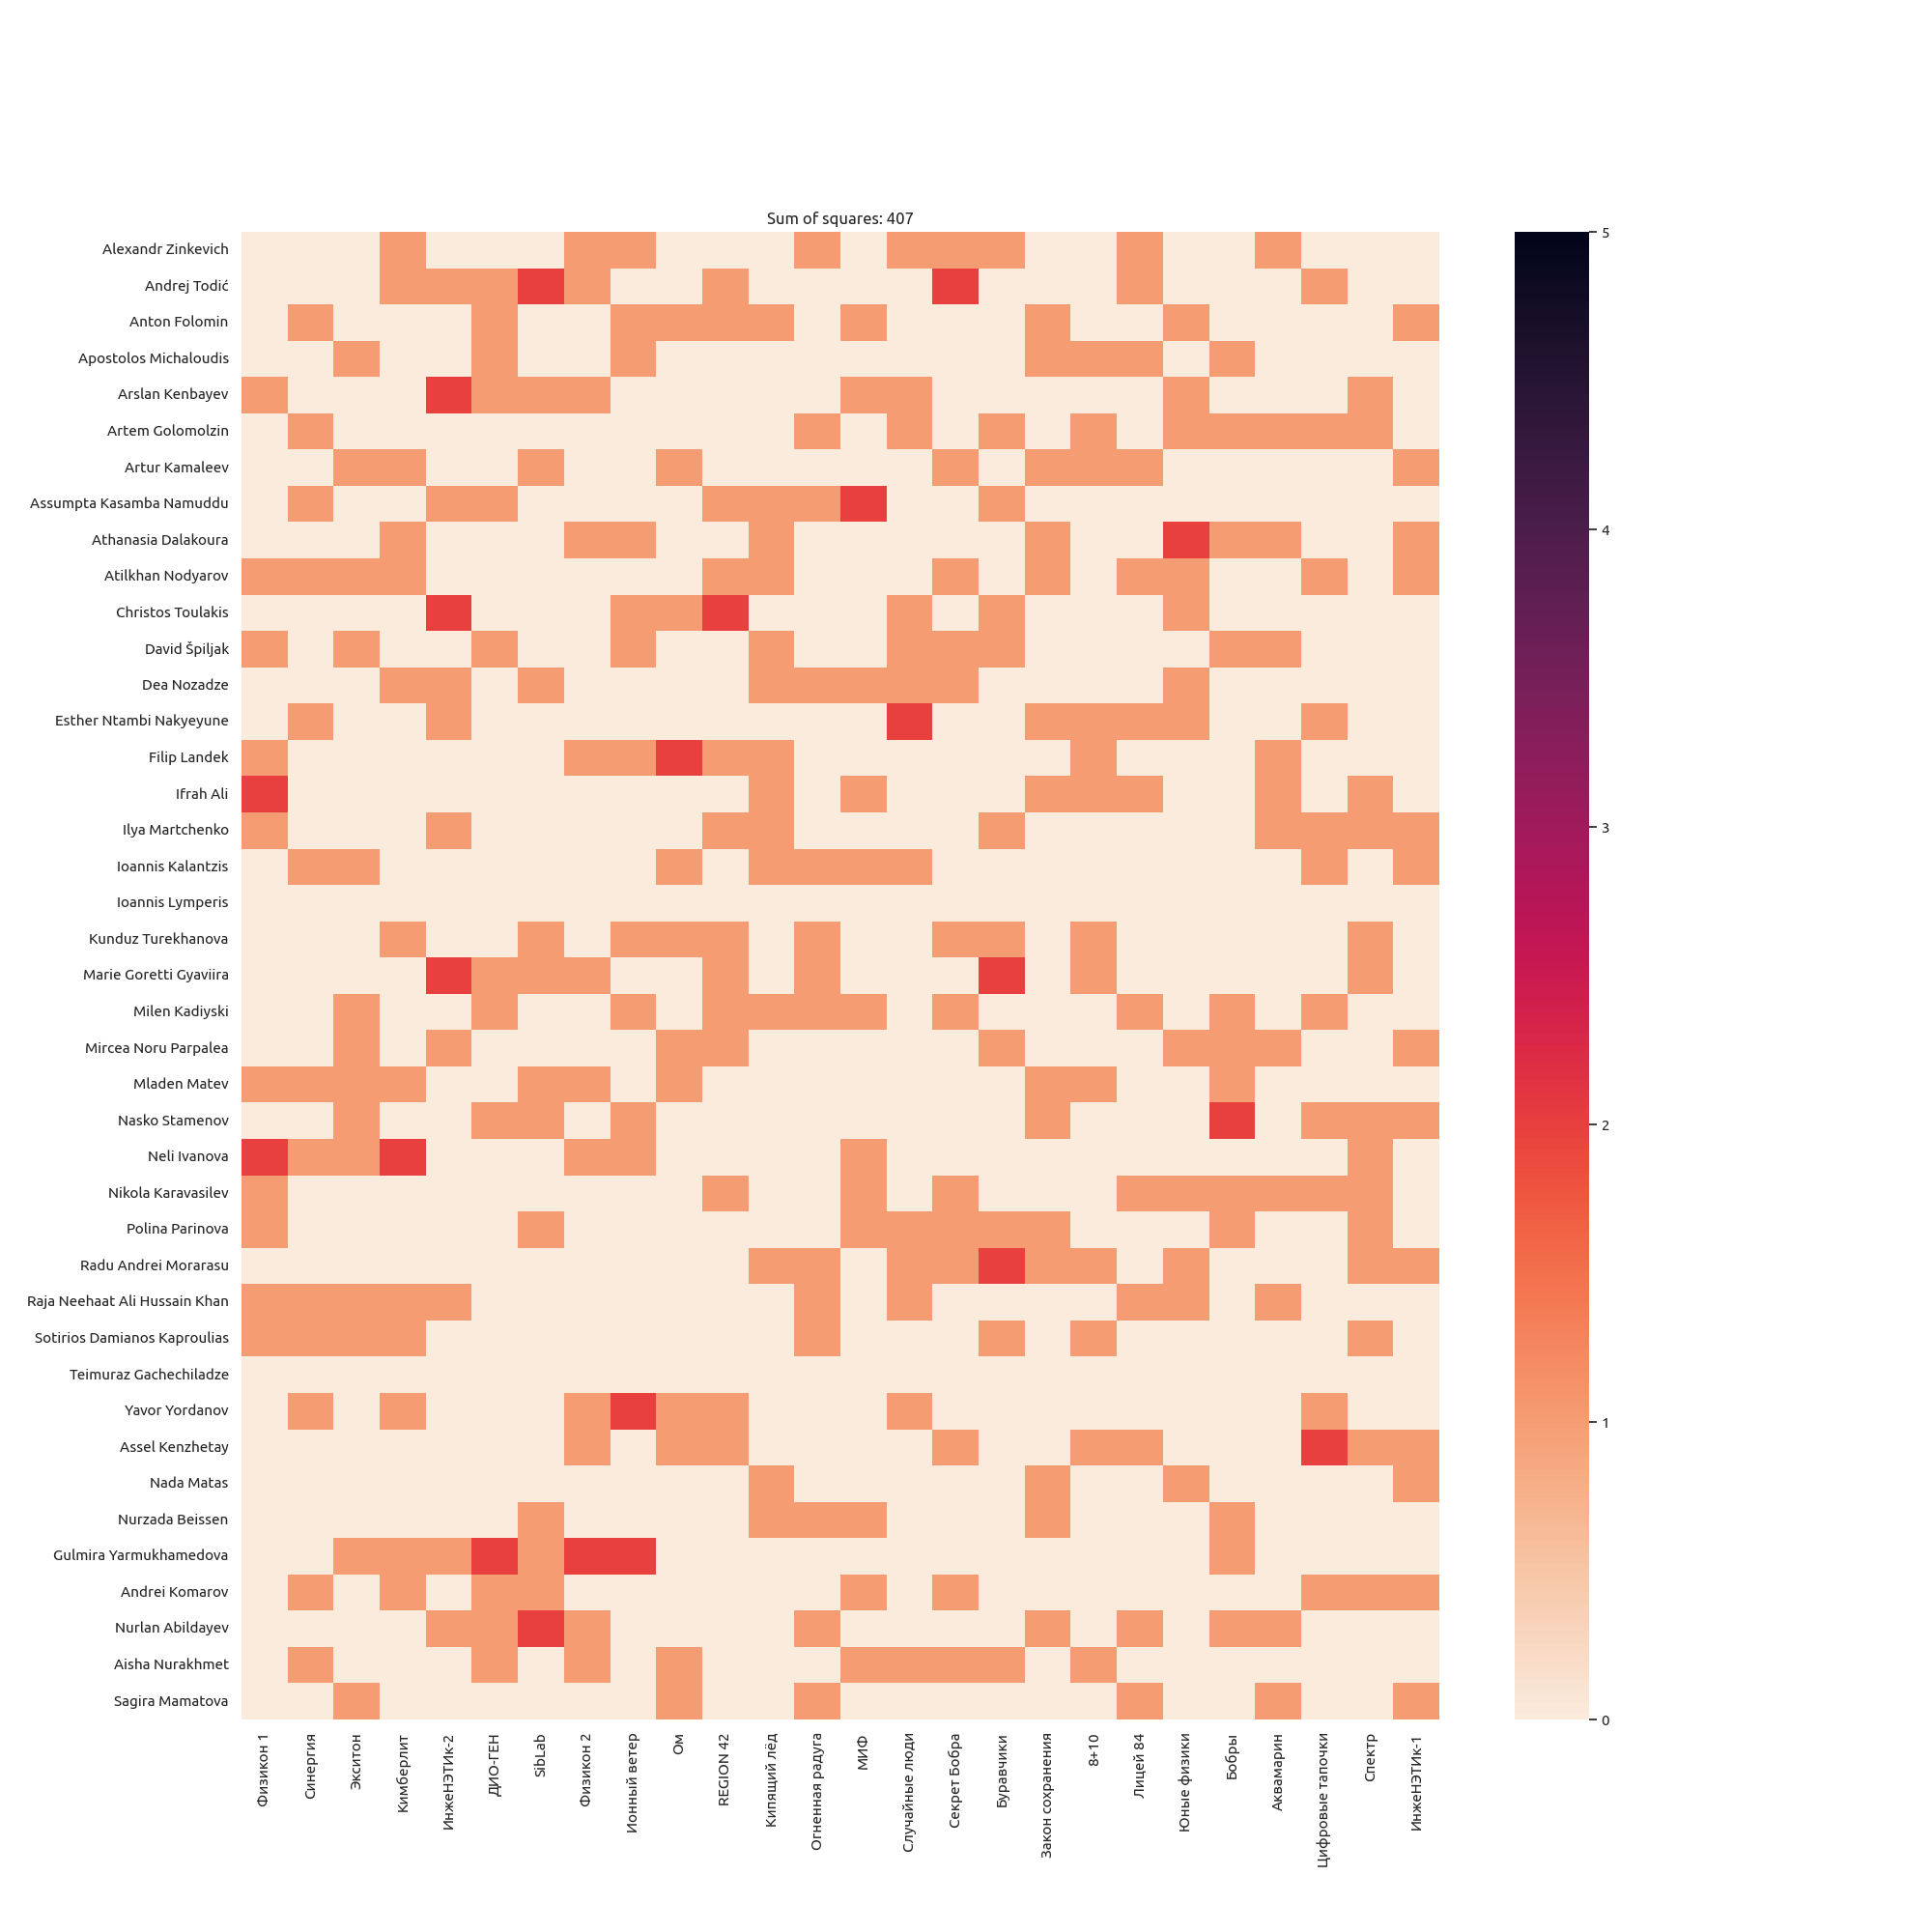 Sum of squares: 407
Alexandr Zinkevich
Andrej Todić
Anton Folomin
Apostolos Michaloudis
Arslan Kenbayev
Artem Golomolzin
Artur Kamaleev
Assumpta Kasamba Namuddu
Athanasia Dalakoura
Atilkhan Nodyarov
Christos Toulakis
David Špiljak
Dea Nozadze
Esther Ntambi Nakyeyune
Filip Landek
Ifrah Ali
Ilya Martchenko
Ioannis Kalantzis
Ioannis Lymperis
Kunduz Turekhanova
Marie Goretti Gyaviira
Milen Kadiyski
Mircea Noru Parpalea
Mladen Matev
Nasko Stamenov
Neli Ivanova
Nikola Karavasilev
Polina Parinova
Radu Andrei Morarasu
Raja Neehaat Ali Hussain Khan
Sotirios Damianos Kaproulias
Teimuraz Gachechiladze
Yavor Yordanov
Assel Kenzhetay
Nada Matas
Nurzada Beissen
Gulmira Yarmukhamedova
Andrei Komarov
Nurlan Abildayev
Aisha Nurakhmet
Sagira Mamatova
Физикон 1
Синергия
Экситон
Кимберлит
ИнжеНЭТИк-2
ДИО-ГЕН
SibLab
Физикон 2
Ионный ветер
Ом
REGION 42
Кипящий лёд
Огненная радуга
МИФ
Случайные люди
Секрет Бобра
Буравчики
Закон сохранения
8+10
Лицей 84
Юные физики
Бобры
Аквамарин
Цифровые тапочки
Спектр
ИнжеНЭТИк-1
5
4
3
2
1
0